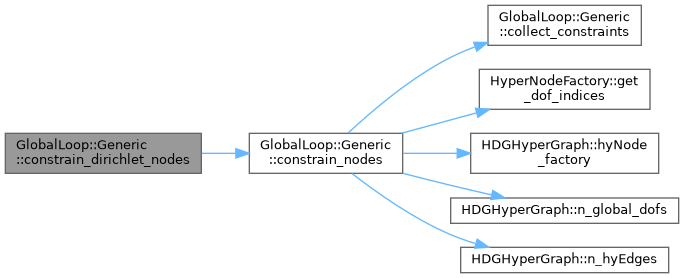 GlobalLoop::Generic
::constrain_dirichlet_nodes
GlobalLoop::Generic
::constrain_nodes
GlobalLoop::Generic
::collect_constraints
HyperNodeFactory::get
_dof_indices
HDGHyperGraph::hyNode
_factory
HDGHyperGraph::n_global_dofs
HDGHyperGraph::n_hyEdges